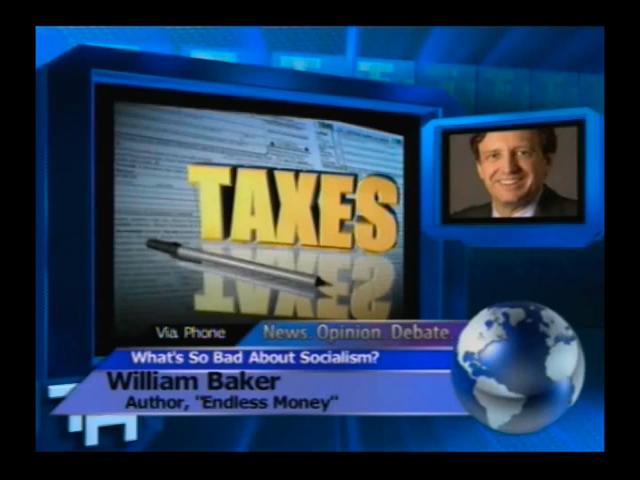 TAXES
Via Phone
News. Opinion. Debate
What's So Bad About Socialism?
William Baker
Author, "Endless Money"